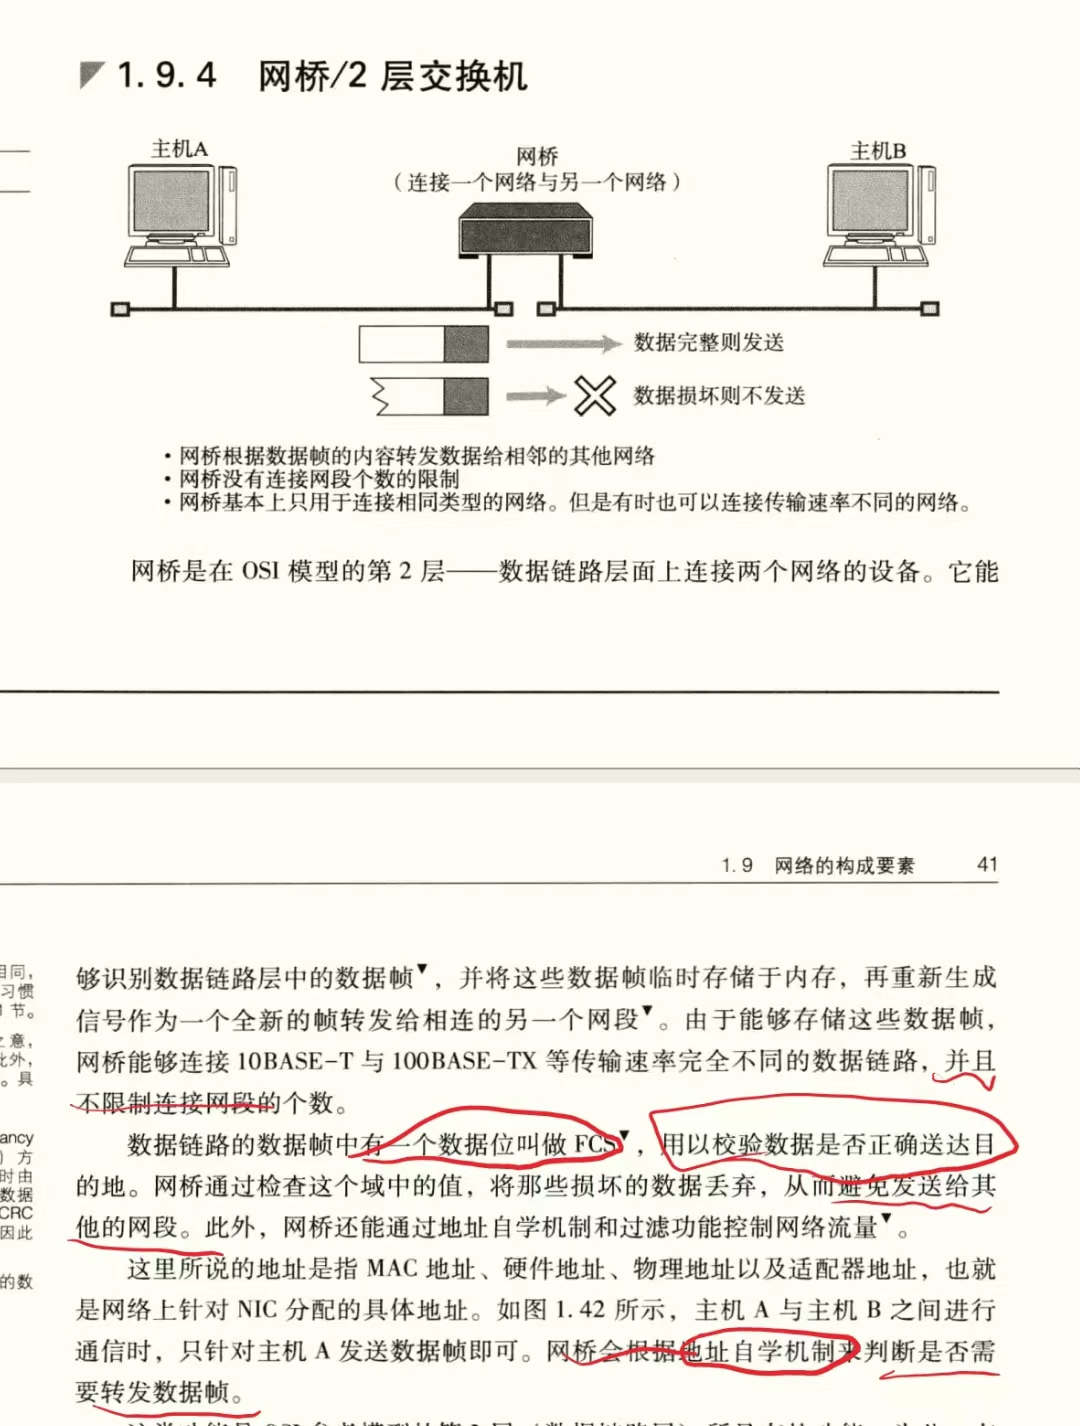 1.9.4 网桥/2 层交换机
主机A
网桥
（连接一个网络与另一个网络）
主机B
数据完整则发送
数据损坏则不发送
·网桥根据数据帧的内容转发数据给相邻的其他网络
·网桥没有连接网段个数的限制
·网桥基本上只用于连接相同类型的网络。但是有时也可以连接传输速率不同的网络。
网桥是在 OSI 模型的第 2 层——数据链路层面上连接两个网络的设备。它能
1.9 网络的构成要素 41
够识别数据链路层中的数据帧▼，并将这些数据帧临时存储于内存，再重新生成
信号作为一个全新的帧转发给相连的另一个网段▼。由于能够存储这些数据帧，
网桥能够连接 10BASE-T 与 100BASE-TX 等传输速率完全不同的数据链路，并且
不限制连接网段的个数。
数据链路的数据帧中有一个数据位叫做 FCS▼，用以校验数据是否正确送达目
的地。网桥通过检查这个域中的值，将那些损坏的数据丢弃，从而避免发送给其
他的网段。此外，网桥还能通过地址自学机制和过滤功能控制网络流量▼。
这里所说的地址是指 MAC 地址、硬件地址、物理地址以及适配器地址，也就
是网络上针对 NIC 分配的具体地址。如图 1.42 所示，主机 A 与主机 B 之间进行
通信时，只针对主机 A 发送数据帧即可。网桥会根据地址自学机制来判断是否需
要转发数据帧。
相同，
习惯
节。
之意，
此外，
。具
ancy
）方
时由
数据
CRC
因此
的数